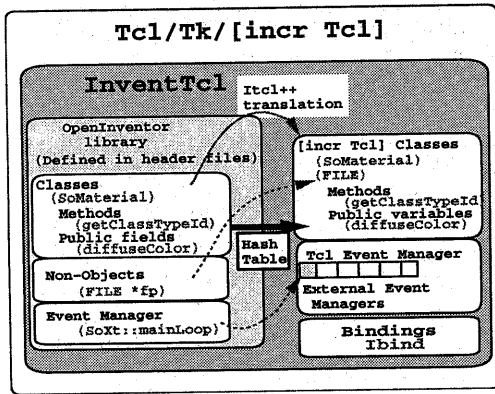 Tcl/Tk/[incr Tcl]
InventTcl
Itcl++
translation
OpenInventor
library
(Defined in header files)
Classes
(SoMaterial)
Methods
(getClassTypeId)
Public fields
(diffuseColor)
Non-Objects
(FILE *fp)
Event Manager
(SoXt::mainLoop)
Hash
Table
[incr Tcl] Classes
(SoMaterial)
(FILE)
Methods
(getClassTypeId)
Public variables
(diffuseColor)
Tcl Event Manager
External Event
Managers
Bindings
Ibind